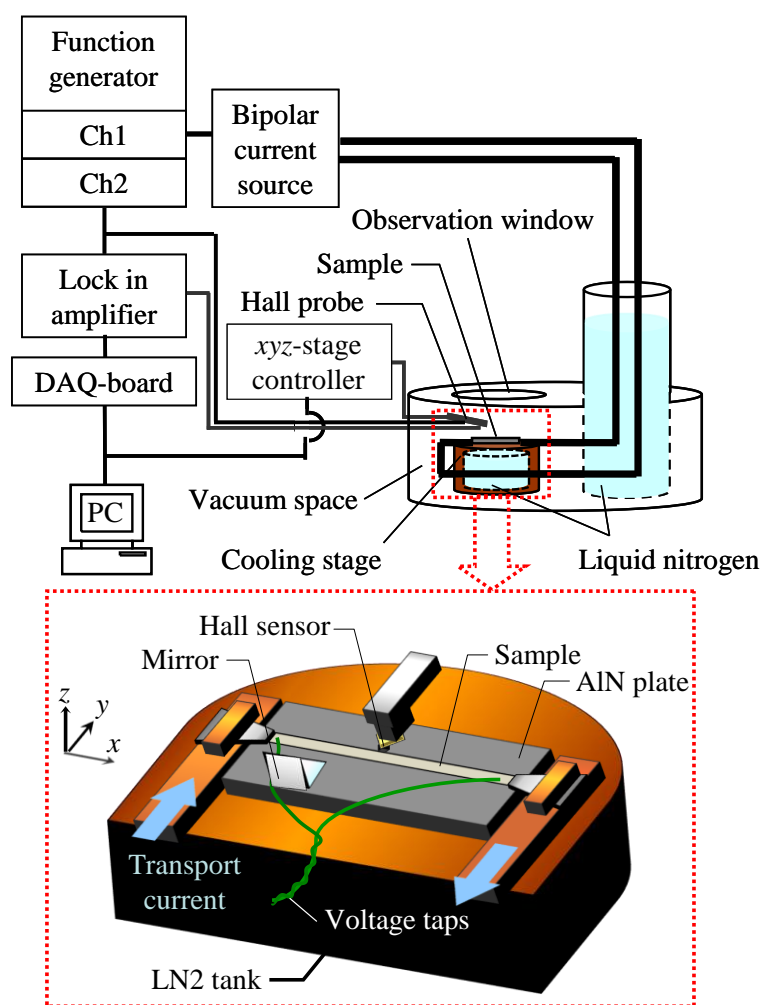 Function
generator
Ch1
Ch2
Bipolar
current
source
Observation window
Sample
Hall probe
Lock in
amplifier
xyz-stage
controller
DAQ-board
PC
Vacuum space
Cooling stage
Liquid nitrogen
Hall sensor
Mirror
Sample
AlN plate
z
y
x
Transport
current
Voltage taps
LN2 tank